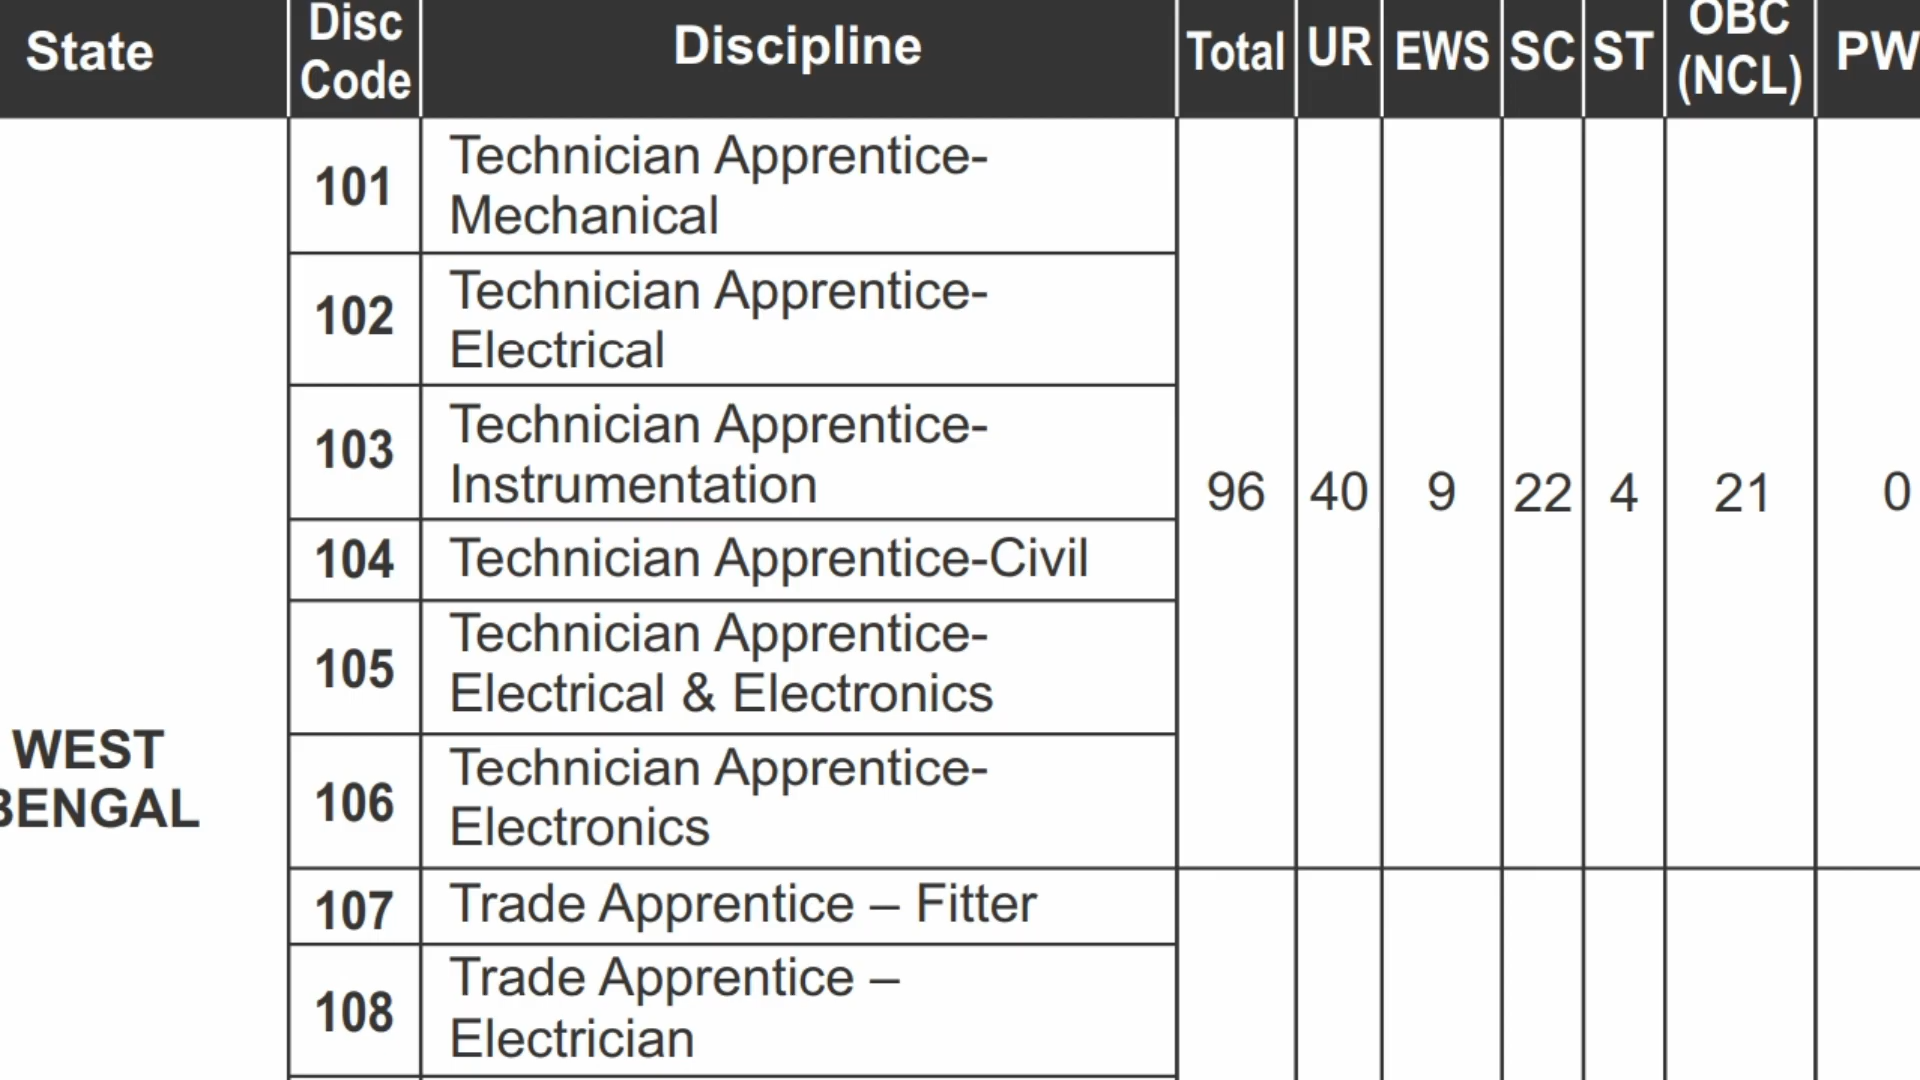 State
Disc
Code
Discipline
Total
UR
EWS
SC
ST
OBC
(NCL)
PW
101
Technician Apprentice-
Mechanical
102
Technician Apprentice-
Electrical
103
Technician Apprentice-
Instrumentation
96
40
9
22
4
21
0
104
Technician Apprentice-Civil
105
Technician Apprentice-
Electrical & Electronics
WEST
BENGAL
106
Technician Apprentice-
Electronics
107
Trade Apprentice – Fitter
108
Trade Apprentice –
Electrician